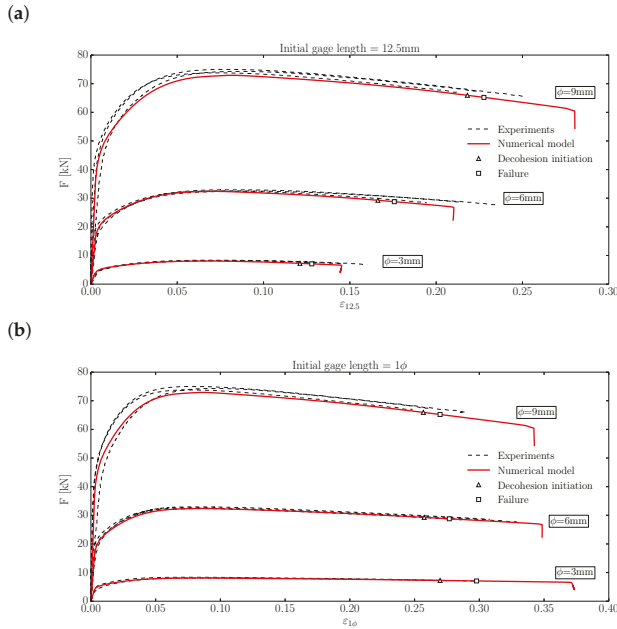 (a)
Initial gage length = 12.5mm
80
70
60
50
40
30
20
10
0
F [kN]
ϕ=9mm
Experiments
Numerical model
Decohesion initiation
Failure
ϕ=6mm
ϕ=3mm
0.00 0.05 0.10 0.15 0.20 0.25 0.30
ε12.5
(b)
Initial gage length = 1ϕ
80
70
60
50
40
30
20
10
0
F [kN]
ϕ=9mm
Experiments
Numerical model
Decohesion initiation
Failure
ϕ=6mm
ϕ=3mm
0.00 0.05 0.10 0.15 0.20 0.25 0.30 0.35 0.40
ε1ϕ